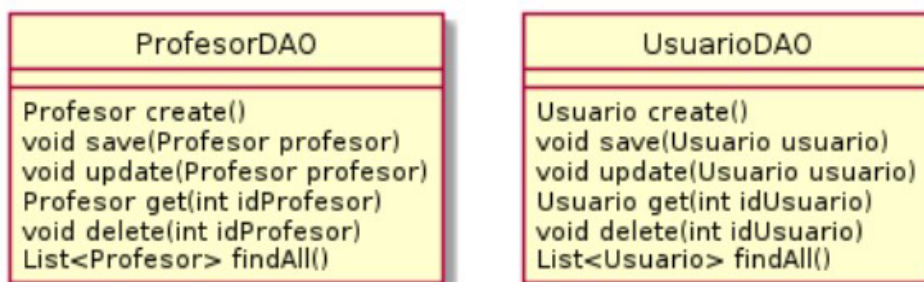 ProfesorDAO
Profesor create()
void save(Profesor profesor)
void update(Profesor profesor)
Profesor get(int idProfesor)
void delete(int idProfesor)
List<Profesor> findAll()
UsuarioDAO
Usuario create()
void save(Usuario usuario)
void update(Usuario usuario)
Usuario get(int idUsuario)
void delete(int idUsuario)
List<Usuario> findAll()